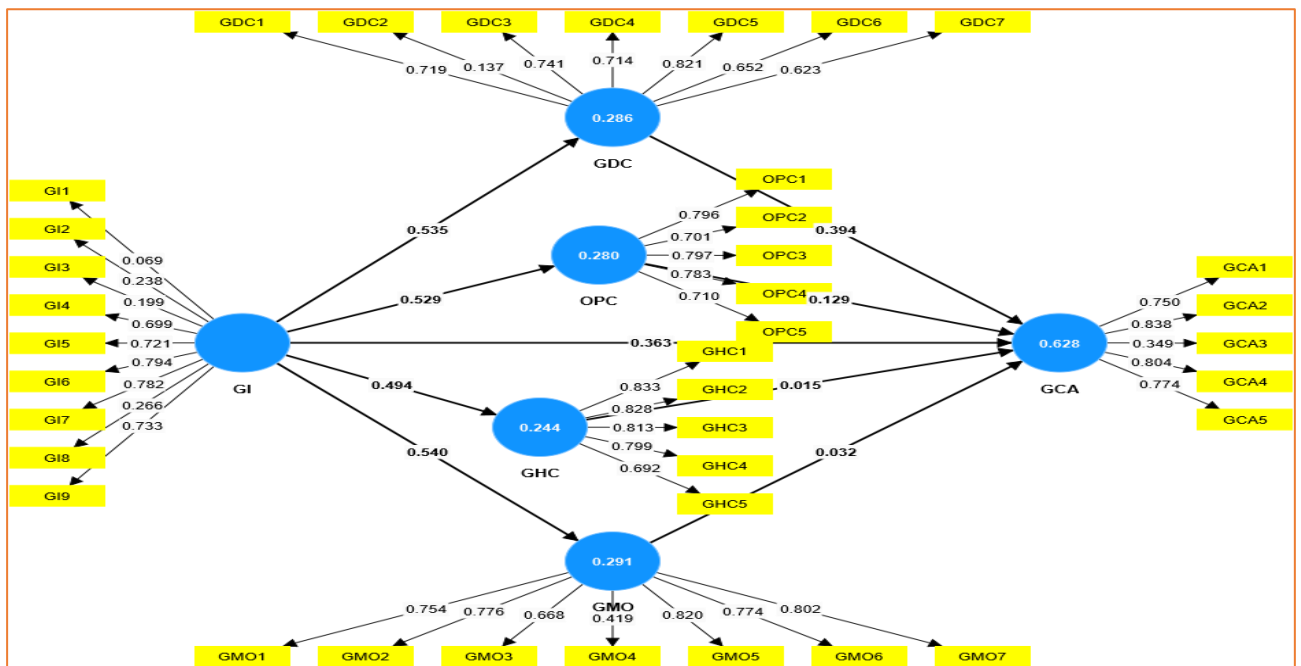 GDC1 GDC2 GDC3 GDC4 GDC5 GDC6 GDC7
0.719 0.137 0.741 0.714 0.821 0.652 0.623
0.286
GDC
GI1
GI2
GI3
GI4
GI5
GI6
GI7
GI8
GI9
0.069
0.238
0.199
0.699
0.721
0.794
0.782
0.266
0.733
GI
0.535
0.529
0.363
0.494
0.540
0.280
OPC
0.796
0.701
0.797
0.783
0.710
OPC1
OPC2
OPC3
OPC4
OPC5
0.394
0.129
0.015
0.032
0.244
GHC
0.833
0.828
0.813
0.799
0.692
GHC1
GHC2
GHC3
GHC4
GHC5
0.628
GCA
0.750
0.838
0.349
0.804
0.774
GCA1
GCA2
GCA3
GCA4
GCA5
0.291
GMO
0.754 0.776 0.668 0.419 0.820 0.774 0.802
GMO1 GMO2 GMO3 GMO4 GMO5 GMO6 GMO7